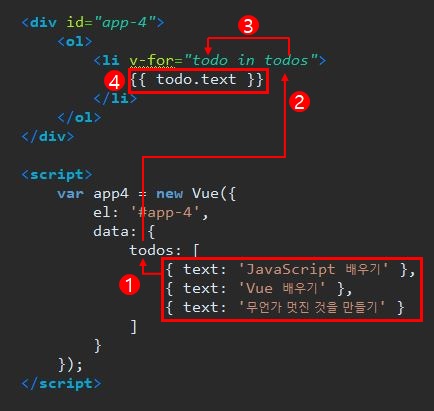 <div id="app-4">
<ol>
<li v-for="todo in todos">
{{ todo.text }}
</li>
</ol>
</div>
<script>
var app4 = new Vue({
el: '#app-4',
data: {
todos: [
{ text: 'JavaScript 배우기' },
{ text: 'Vue 배우기' },
{ text: '무언가 멋진 것을 만들기' }
]
}
});
</script>
3
4
2
1